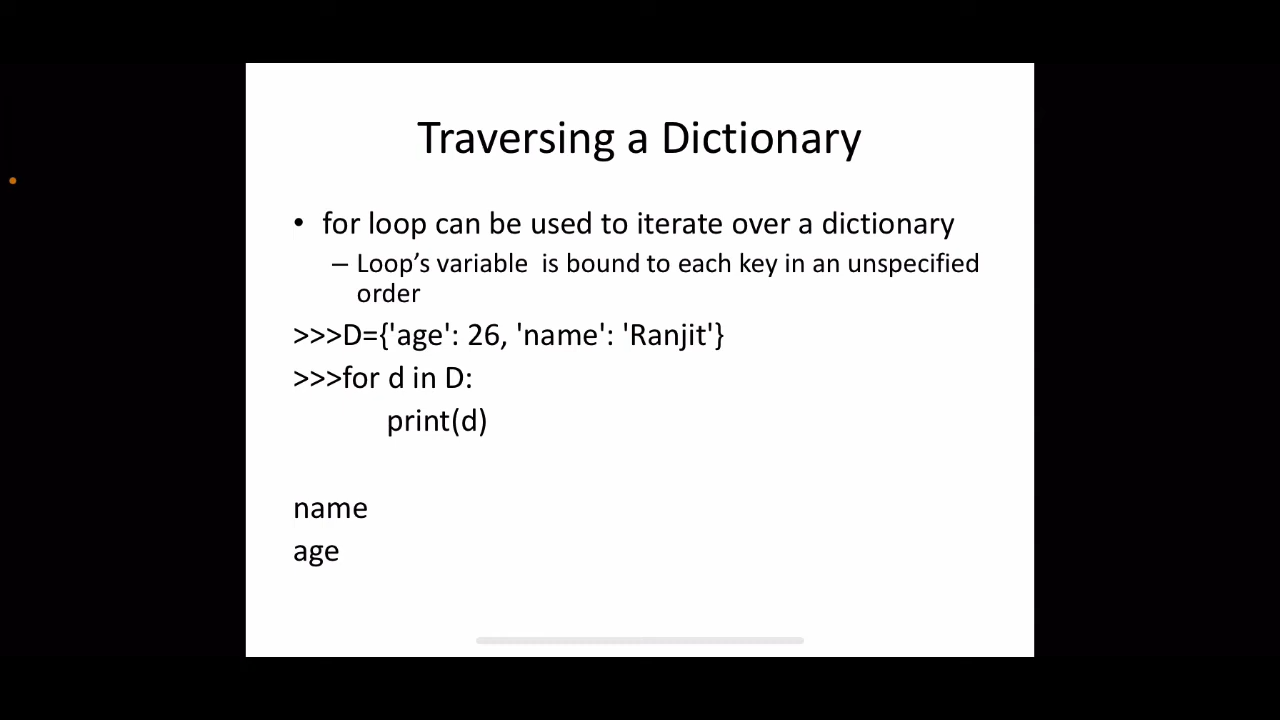 Traversing a Dictionary
• for loop can be used to iterate over a dictionary
– Loop’s variable  is bound to each key in an unspecified
order
>>>D={'age': 26, 'name': 'Ranjit'}
>>>for d in D:
print(d)
name
age